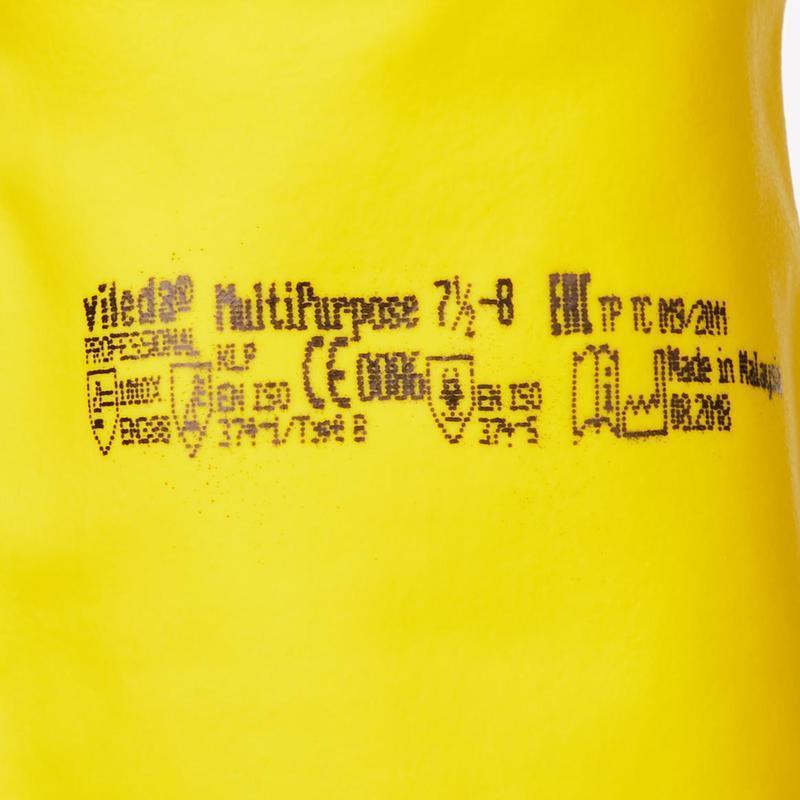 vileda® MultiPurpose 7½-8 EAC TP TC 019/2011
PROFESSIONAL KLP CE 0086 Made in Malaysia
EN ISO EN ISO 08.2018
EN388 374-1/Type B 374-5